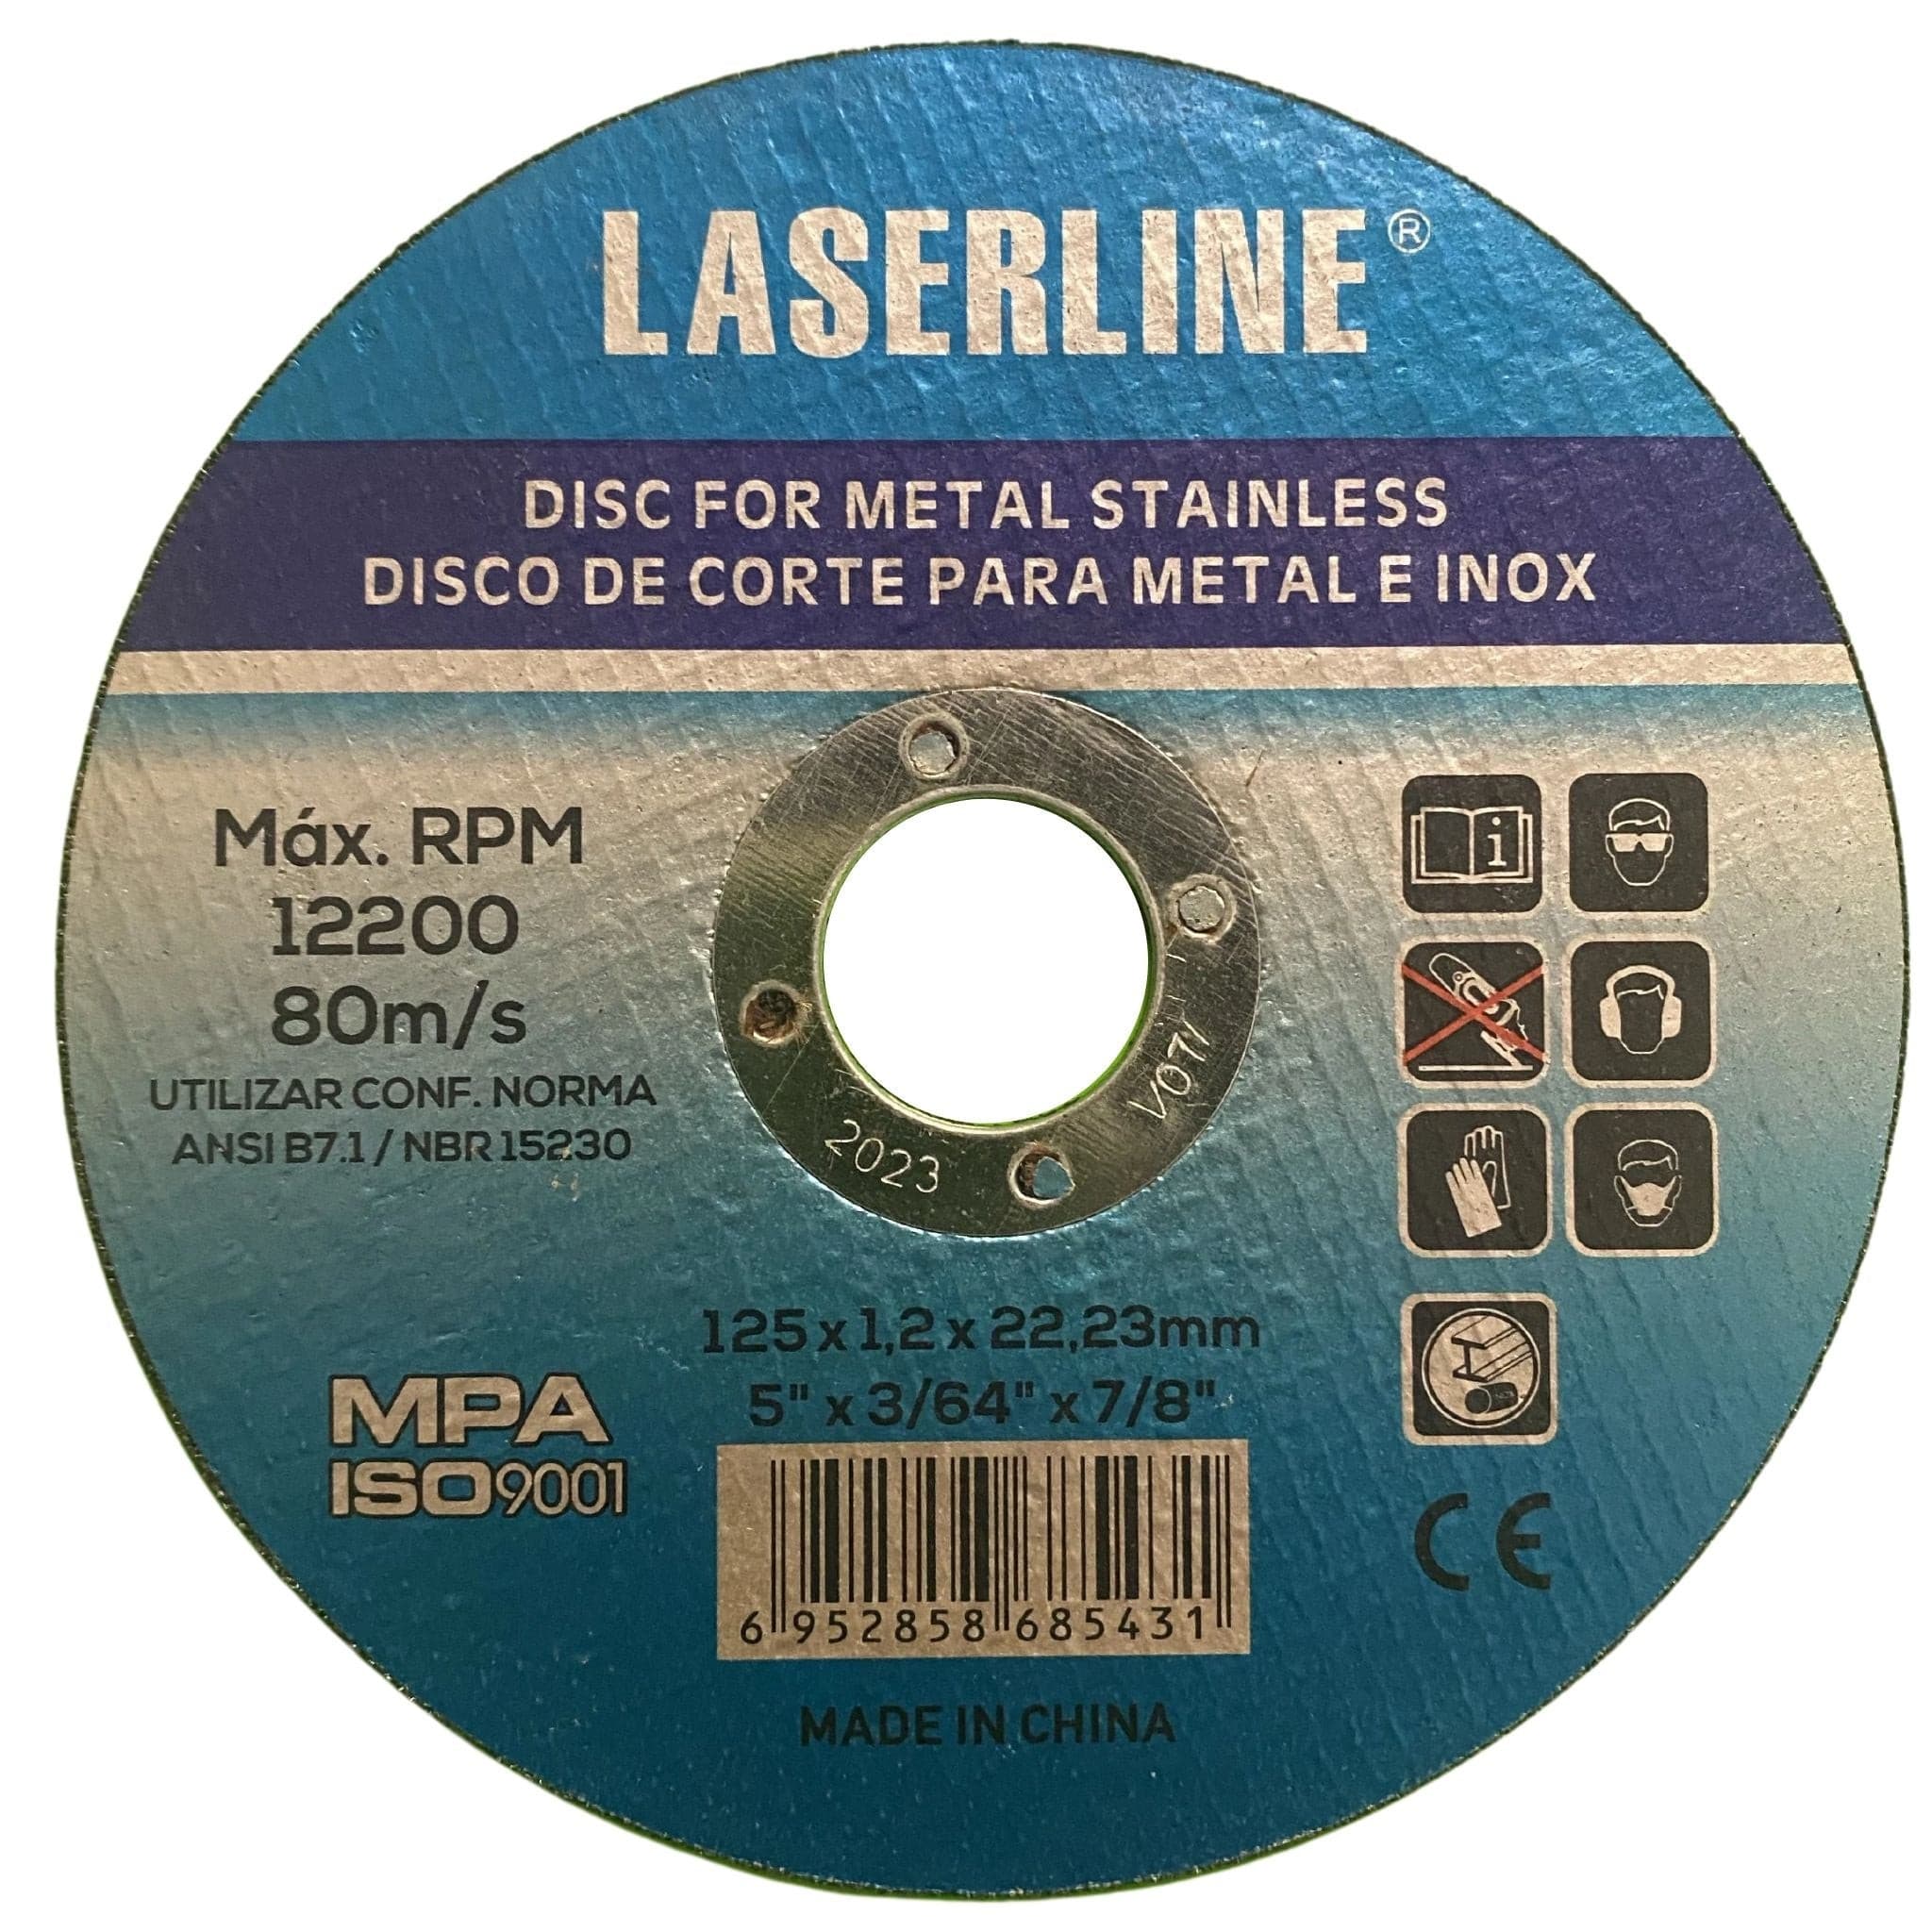 LASERLINE®
DISC FOR METAL STAINLESS
DISCO DE CORTE PARA METAL E INOX
Máx. RPM
12200
80m/s
UTILIZAR CONF. NORMA
ANSI B7.1 / NBR 15230
i
V07/
2023
125 x 1,2 x 22,23mm
5" x 3/64" x 7/8"
MPA
ISO9001
6 952858 685431
CE
MADE IN CHINA